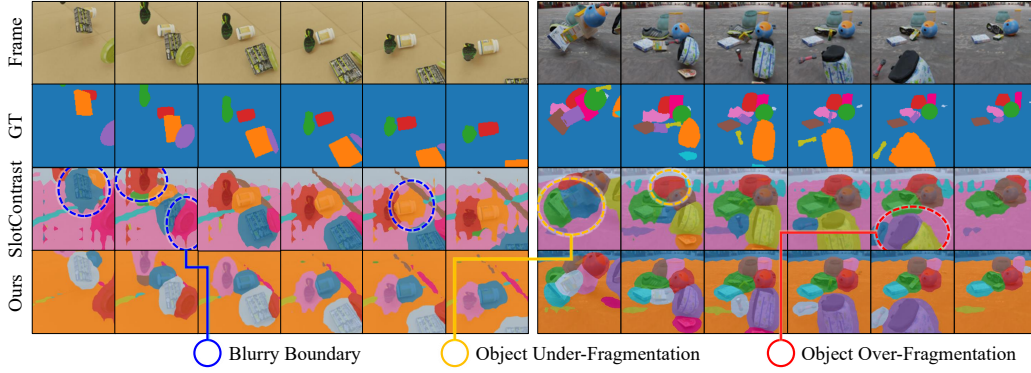 Frame
GT
SlotContrast
Ours
Blurry Boundary
Object Under-Fragmentation
Object Over-Fragmentation